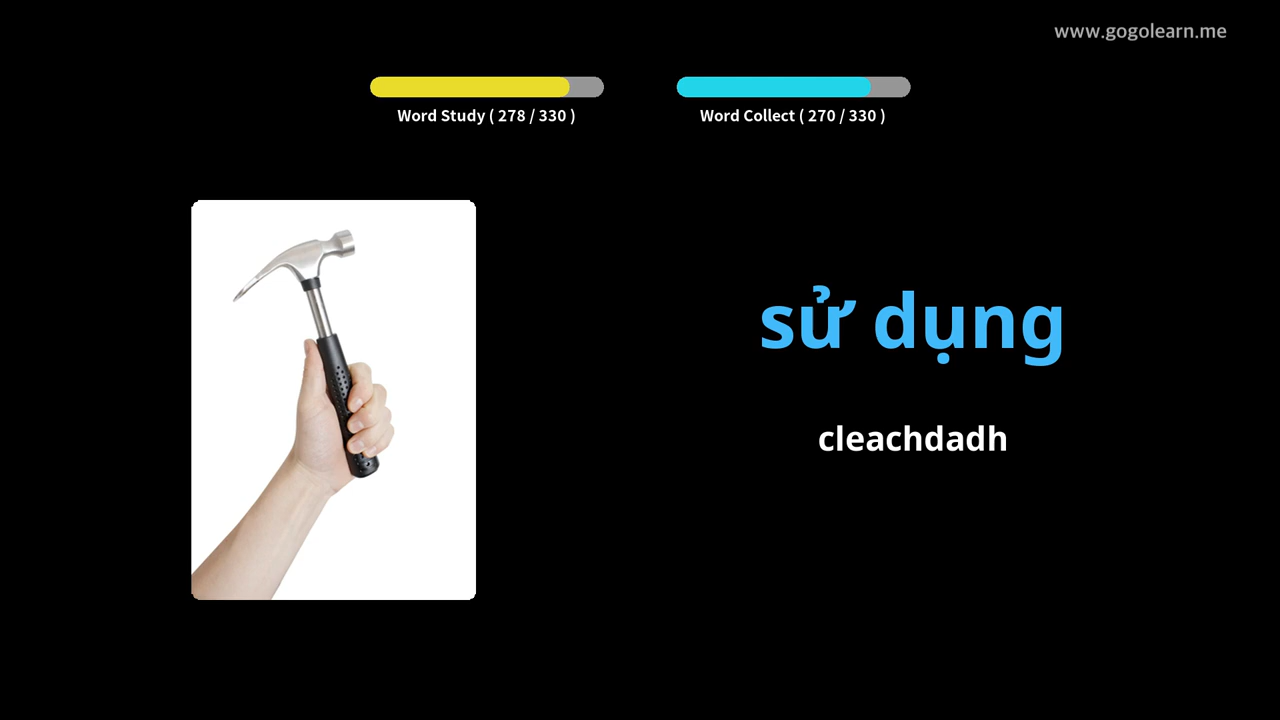 www.gogolearn.me
Word Study ( 278 / 330 )
Word Collect ( 270 / 330 )
sử dụng
cleachdadh